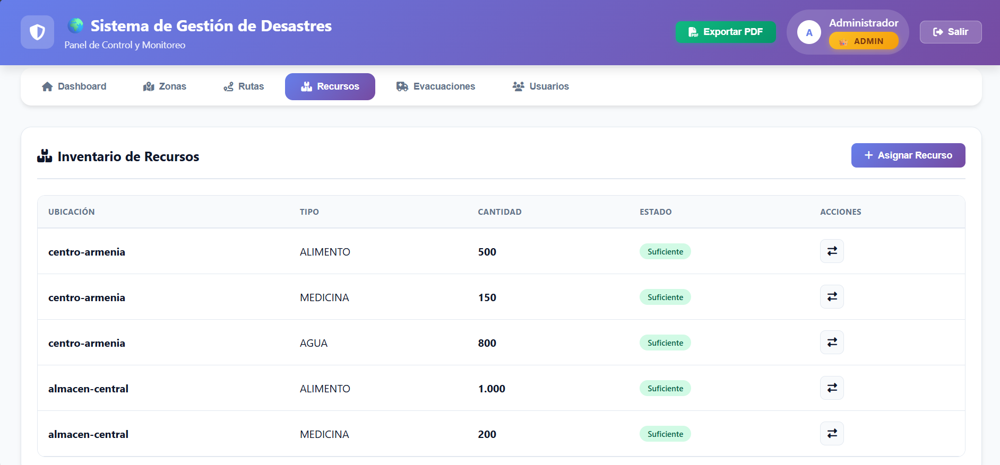 Sistema de Gestión de Desastres
Panel de Control y Monitoreo
PDF Exportar PDF
A
Administrador
ADMIN
Salir
Dashboard
Zonas
Rutas
Recursos
Evacuaciones
Usuarios
Inventario de Recursos
+ Asignar Recurso
UBICACIÓN TIPO CANTIDAD ESTADO ACCIONES
centro-armenia ALIMENTO 500 Suficiente
centro-armenia MEDICINA 150 Suficiente
centro-armenia AGUA 800 Suficiente
almacen-central ALIMENTO 1.000 Suficiente
almacen-central MEDICINA 200 Suficiente